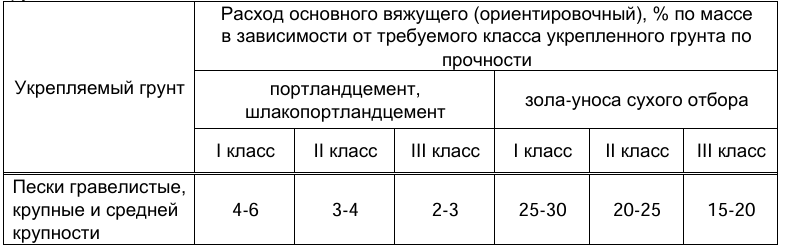 Расход основного вяжущего (ориентировочный), % по массе
в зависимости от требуемого класса укрепленного грунта по
прочности
Укрепляемый грунт
портландцемент,
шлакопортландцемент
зола-уноса сухого отбора
I класс II класс III класс I класс II класс III класс
Пески гравелистые,
крупные и средней
крупности
4-6 3-4 2-3 25-30 20-25 15-20